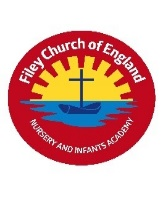 Filey Church of England
NURSERY AND INFANTS ACADEMY